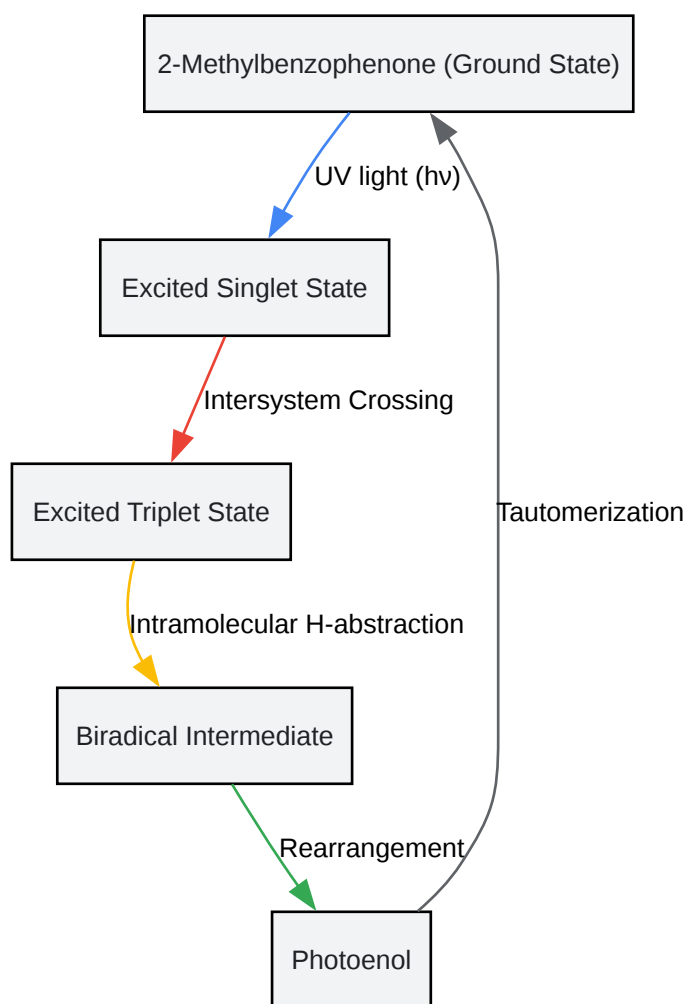 2-Methylbenzophenone (Ground State)
UV light (hν)
Excited Singlet State
Intersystem Crossing
Excited Triplet State
Tautomerization
Intramolecular H-abstraction
Biradical Intermediate
Rearrangement
Photoenol